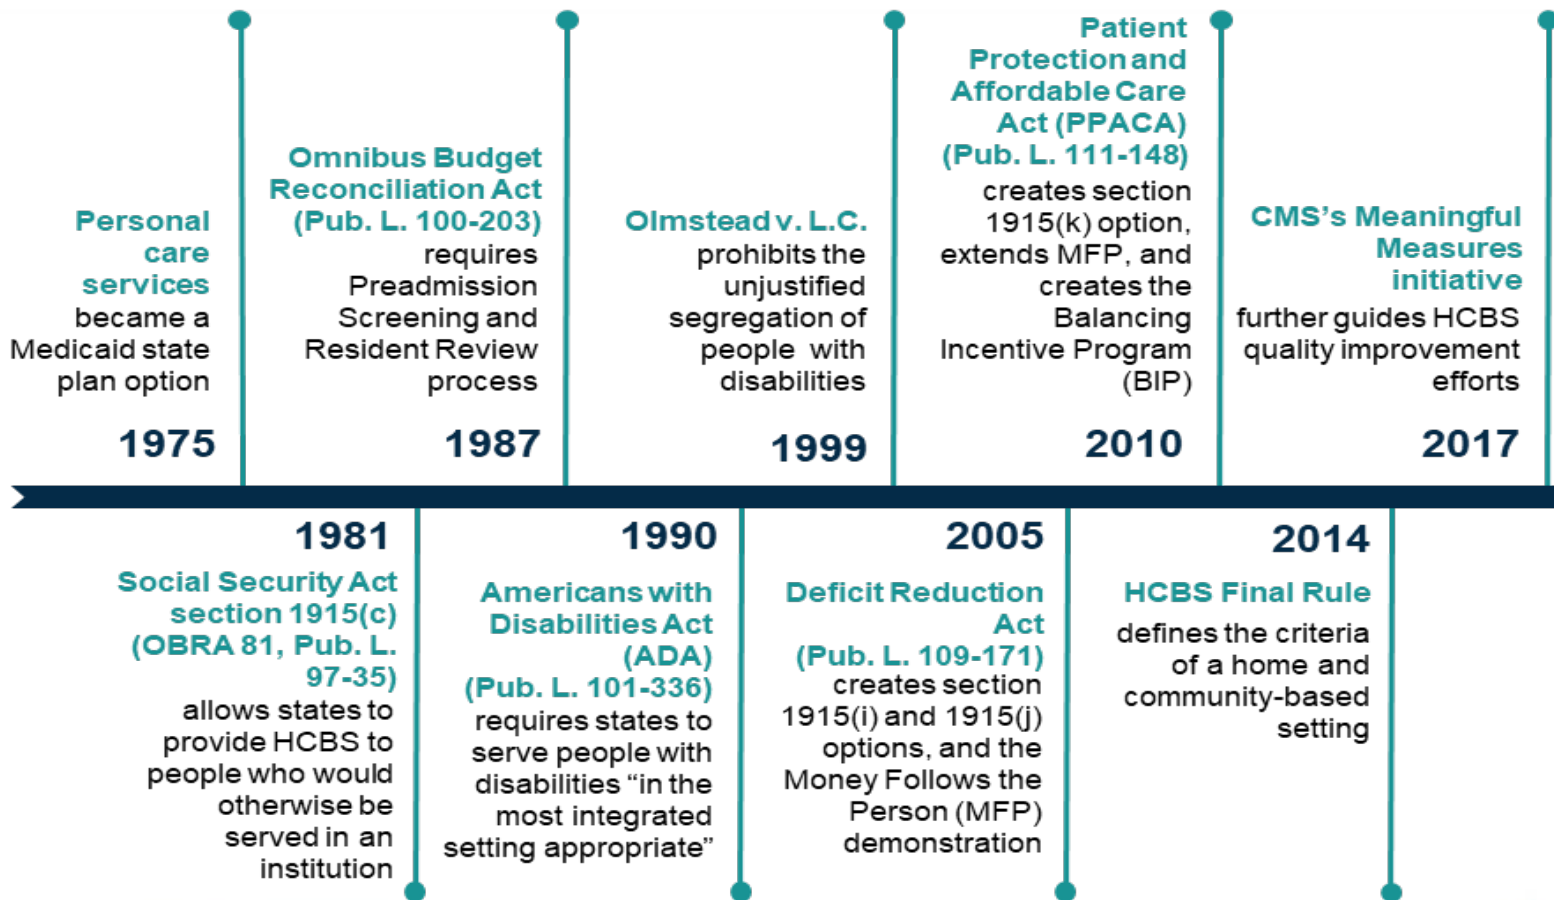 Personal
care
services
became a
Medicaid state
plan option
1975
Omnibus Budget
Reconciliation Act
(Pub. L. 100-203)
requires
Preadmission
Screening and
Resident Review
process
1987
Olmstead v. L.C.
prohibits the
unjustified
segregation of
people with
disabilities
1999
Patient
Protection and
Affordable Care
Act (PPACA)
(Pub. L. 111-148)
creates section
1915(k) option,
extends MFP, and
creates the
Balancing
Incentive Program
(BIP)
2010
CMS's Meaningful
Measures
initiative
further guides HCBS
quality improvement
efforts
2017
1981
Social Security Act
section 1915(c)
(OBRA 81, Pub. L.
97-35)
allows states to
provide HCBS to
people who would
otherwise be
served in an
institution
1990
Americans with
Disabilities Act
(ADA)
(Pub. L. 101-336)
requires states to
serve people with
disabilities “in the
most integrated
setting appropriate”
2005
Deficit Reduction
Act
(Pub. L. 109-171)
creates section
1915(i) and 1915(j)
options, and the
Money Follows the
Person (MFP)
demonstration
2014
HCBS Final Rule
defines the criteria
of a home and
community-based
setting